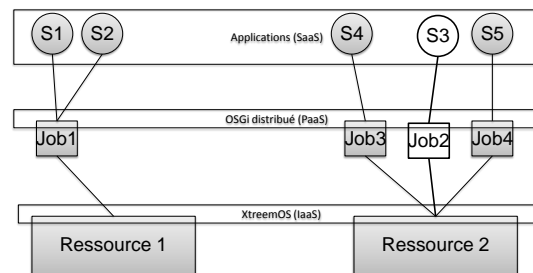 S1 S2 Applications (SaaS) S4 S3 S5
OSGi distribué (PaaS)
Job1 Job3 Job2 Job4
XtreemOS (IaaS)
Ressource 1 Ressource 2